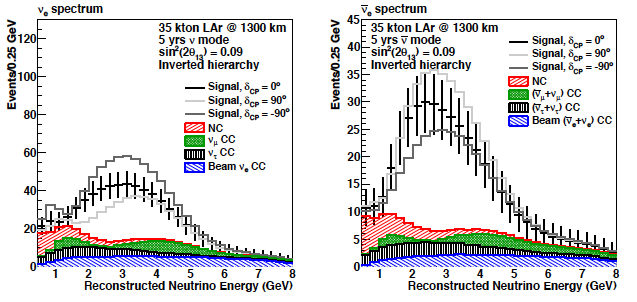 νe spectrum
Events/0.25 GeV
120
100
80
60
40
20
0
35 kton LAr @ 1300 km
5 yrs ν mode
sin²(2θ13) = 0.09
Inverted hierarchy
Signal, δCP = 0°
Signal, δCP = 90°
Signal, δCP = -90°
NC
νμ CC
ντ CC
Beam νe CC
1 2 3 4 5 6 7 8
Reconstructed Neutrino Energy (GeV)
ν̅e spectrum
Events/0.25 GeV
45
40
35
30
25
20
15
10
5
0
35 kton LAr @ 1300 km
5 yrs ν̅ mode
sin²(2θ13) = 0.09
Inverted hierarchy
Signal, δCP = 0°
Signal, δCP = 90°
Signal, δCP = -90°
NC
(ν̅μ+νμ) CC
(ν̅τ+ντ) CC
Beam (ν̅e+νe) CC
1 2 3 4 5 6 7 8
Reconstructed Neutrino Energy (GeV)